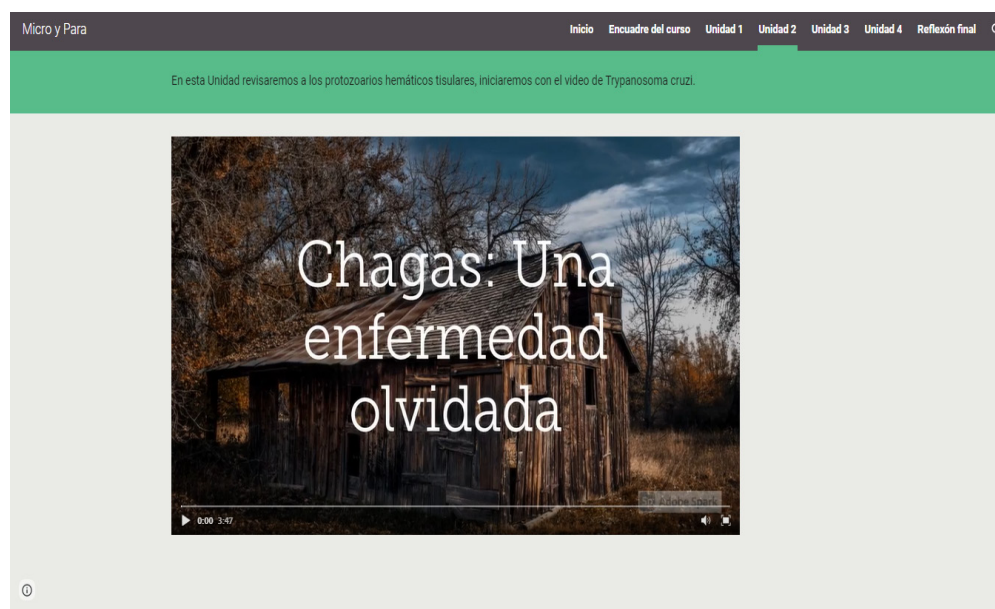 Micro y Para
Inicio Encuadre del curso Unidad 1 Unidad 2 Unidad 3 Unidad 4 Reflexón final
En esta Unidad revisaremos a los protozoarios hemáticos tisulares, iniciaremos con el video de Trypanosoma cruzi.
Chagas: Una
enfermedad
olvidada
Adobe Spark
0:00 3:47